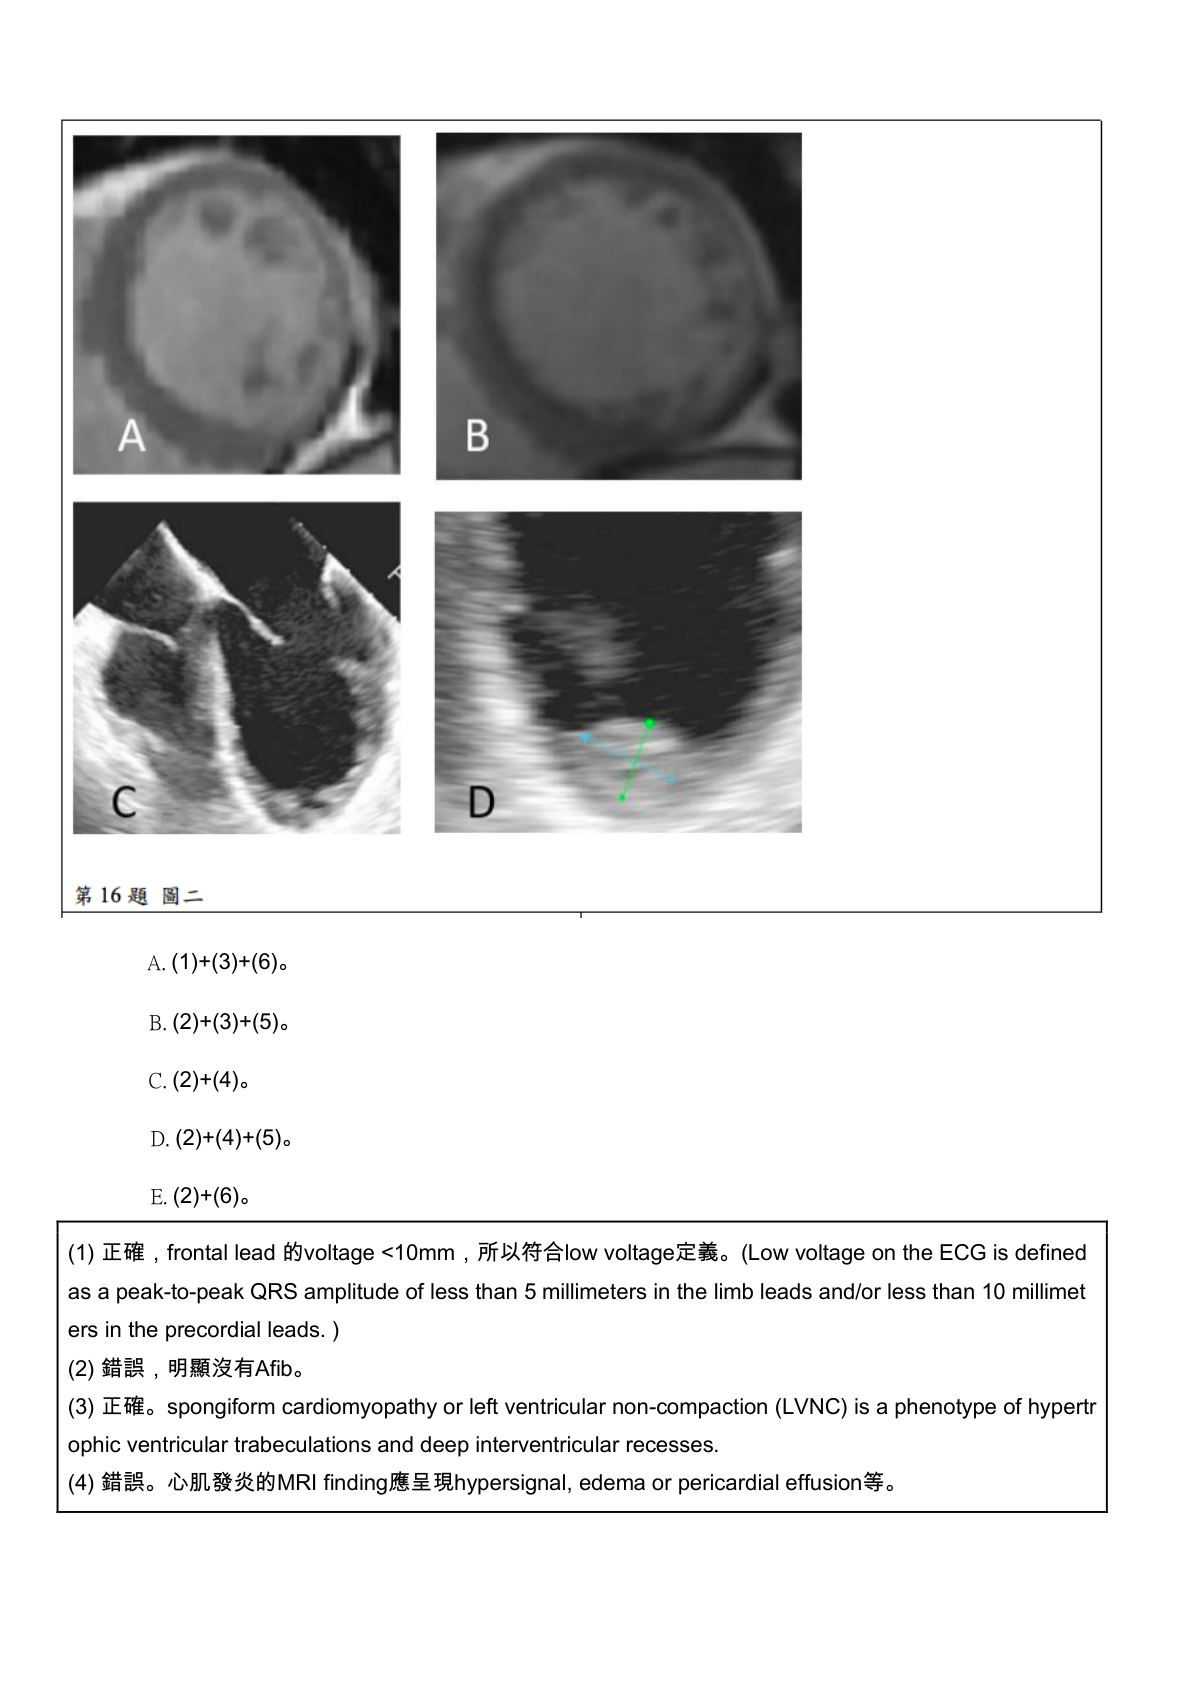 A
B
C
D
第 16 題 圖二
A. (1)+(3)+(6)。
B. (2)+(3)+(5)。
C. (2)+(4)。
D. (2)+(4)+(5)。
E. (2)+(6)。
(1) 正確，frontal lead 的voltage <10mm，所以符合low voltage定義。(Low voltage on the ECG is defined
as a peak-to-peak QRS amplitude of less than 5 millimeters in the limb leads and/or less than 10 millimet
ers in the precordial leads. )
(2) 錯誤，明顯沒有Afib。
(3) 正確。spongiform cardiomyopathy or left ventricular non-compaction (LVNC) is a phenotype of hypertr
ophic ventricular trabeculations and deep interventricular recesses.
(4) 錯誤。心肌發炎的MRI finding應呈現hypersignal, edema or pericardial effusion等。